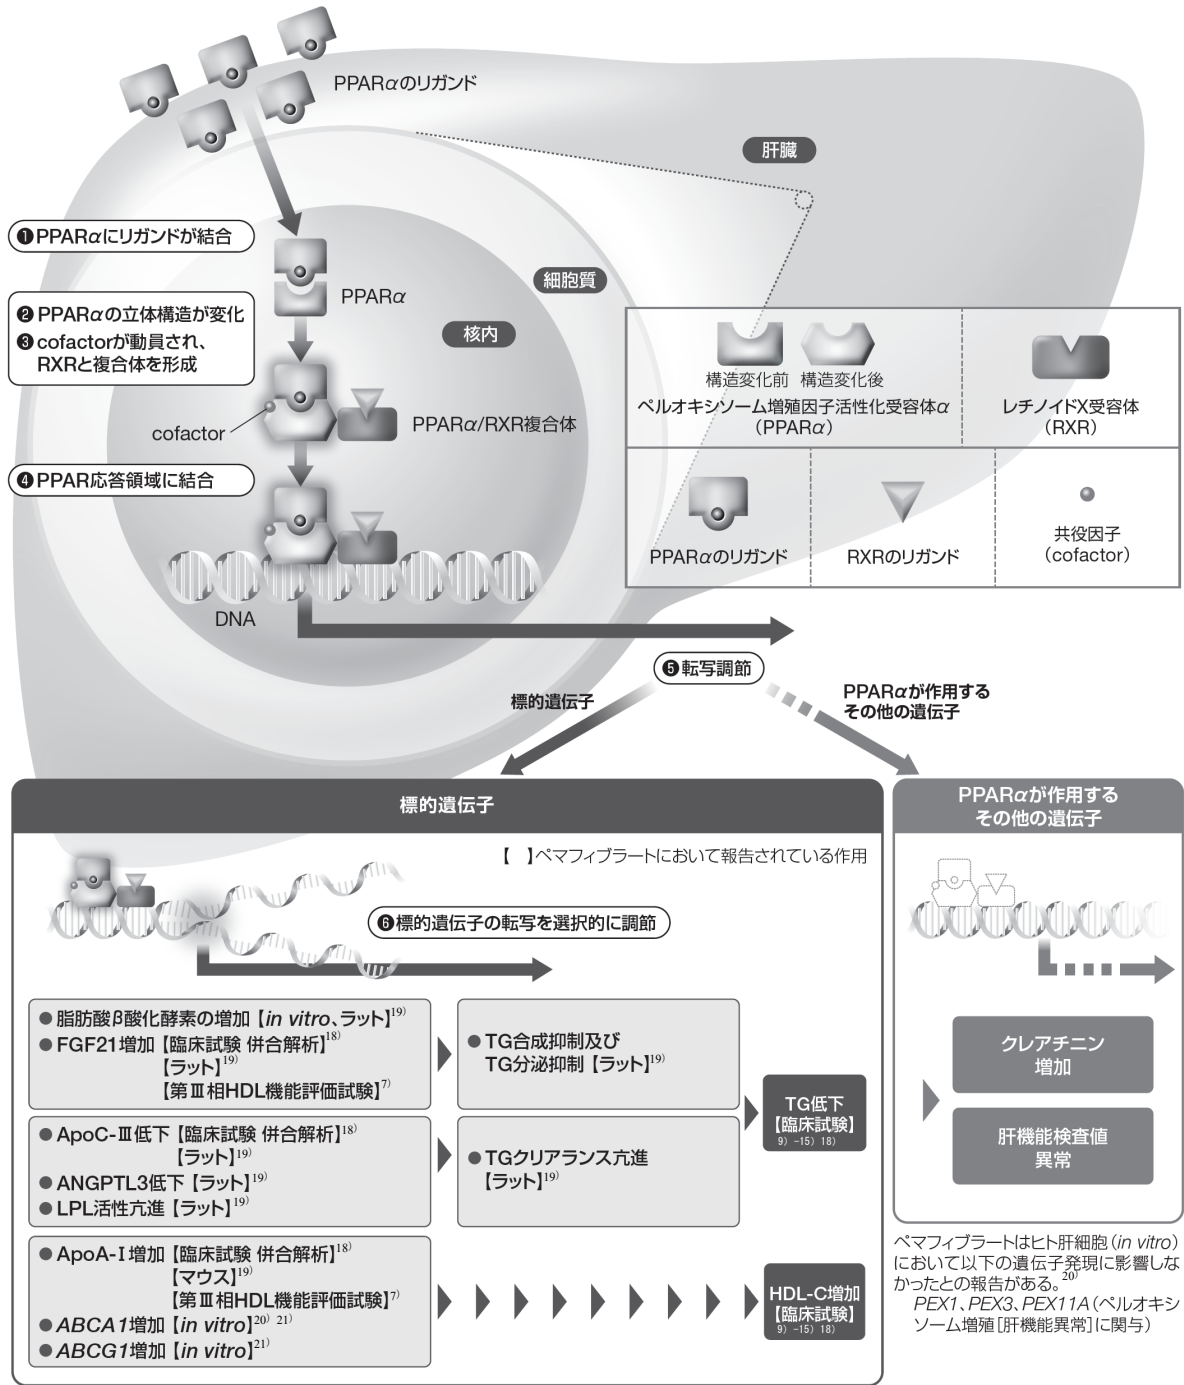 PPARαのリガンド
肝臓
❶PPARαにリガンドが結合
細胞質
PPARα
❷PPARαの立体構造が変化
❸cofactorが動員され、
RXRと複合体を形成
核内
cofactor
PPARα/RXR複合体
❹PPAR応答領域に結合
DNA
構造変化前 構造変化後
ペルオキシソーム増殖因子活性化受容体α
(PPARα)
レチノイドX受容体
(RXR)
PPARαのリガンド
RXRのリガンド
共役因子
(cofactor)
❺転写調節
標的遺伝子
PPARαが作用する
その他の遺伝子
標的遺伝子
【 】ペマフィブラートにおいて報告されている作用
❻標的遺伝子の転写を選択的に調節
●脂肪酸β酸化酵素の増加【in vitro、ラット】19)
●FGF21増加【臨床試験 併合解析】18)
【ラット】19)
【第Ⅲ相HDL機能評価試験】7)
●TG合成抑制及び
TG分泌抑制【ラット】19)
●ApoC-Ⅲ低下【臨床試験 併合解析】18)
【ラット】19)
●ANGPTL3低下【ラット】19)
●LPL活性亢進【ラット】19)
●TGクリアランス亢進
【ラット】19)
TG低下
【臨床試験】
9)-15)18)
●ApoA-Ⅰ増加【臨床試験 併合解析】18)
【マウス】19)
【第Ⅲ相HDL機能評価試験】7)
●ABCA1増加【in vitro】20) 21)
●ABCG1増加【in vitro】21)
HDL-C増加
【臨床試験】
9)-15)18)
PPARαが作用する
その他の遺伝子
クレアチニン
増加
肝機能検査値
異常
ペマフィブラートはヒト肝細胞(in vitro)
において以下の遺伝子発現に影響しな
かったとの報告がある。20)
PEX1、PEX3、PEX11A(ペルオキシ
ソーム増殖[肝機能異常]に関与)